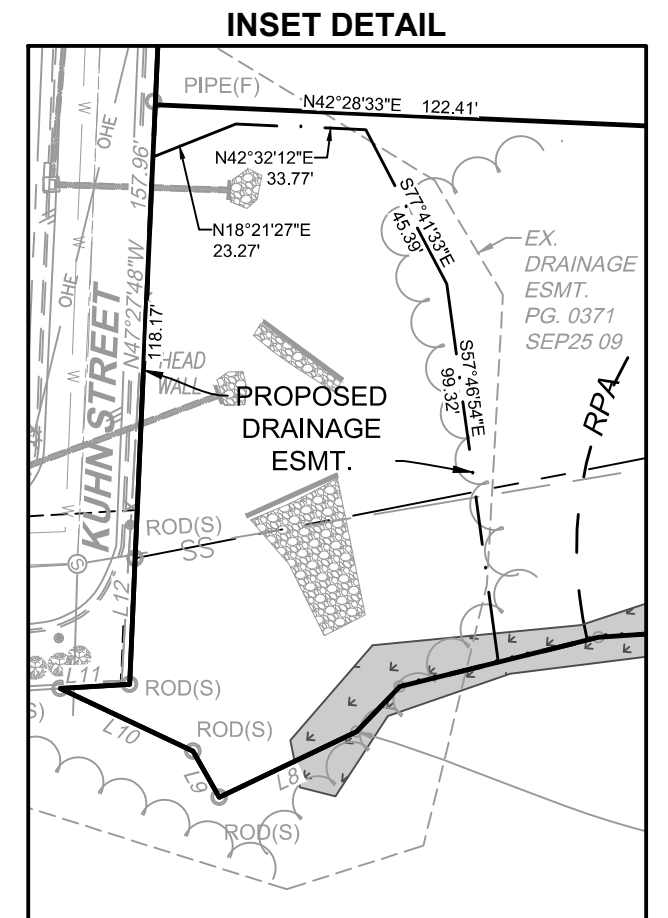 INSET DETAIL
PIPE(F)
N42°28'33"E 122.41'
OHE
W
W
N42°32'12"E
33.77'
157.96'
N18°21'27"E
23.27'
S77°41'33"E
45.39'
EX.
DRAINAGE
ESMT.
PG. 0371
SEP25 09
OHE
N47°27'48"W
118.17'
KUHN STREET
HEAD
WALL
W
W
S57°46'54"E
99.32'
PROPOSED
DRAINAGE
ESMT.
RPA
ROD(S)
SS
S
L12
L11
ROD(S)
S)
L10
ROD(S)
L9
L8
ROD(S)